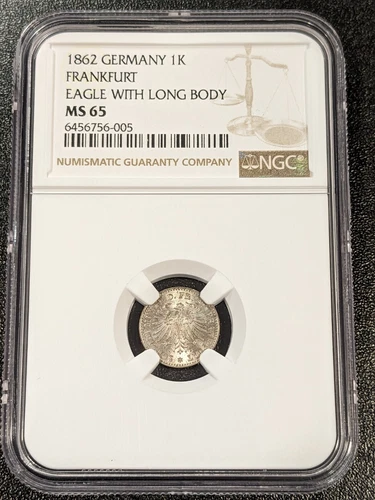 1862 GERMANY 1K
FRANKFURT
EAGLE WITH LONG BODY
MS 65
6456756-005
NUMISMATIC GUARANTY COMPANY
NGC